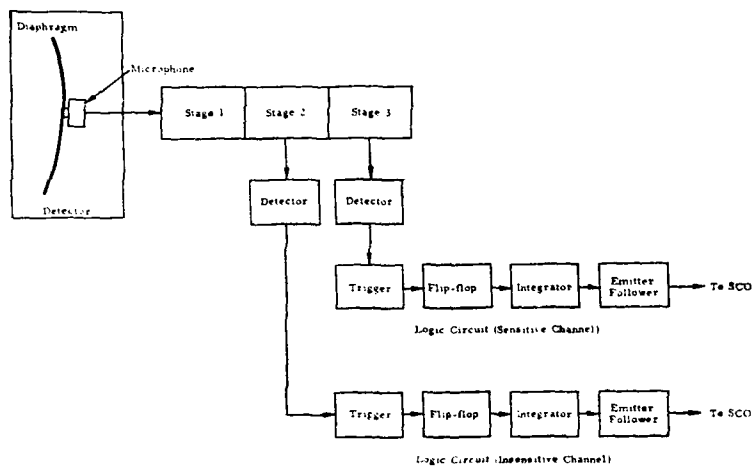 Diaphragm
Microphone
Stage 1
Stage 2
Stage 3
Detector
Detector
Detector
Trigger
Flip-flop
Integrator
Emitter
Follower
To SCO
Logic Circuit (Sensitive Channel)
Trigger
Flip-flop
Integrator
Emitter
Follower
To SCO
Logic Circuit (Insensitive Channel)